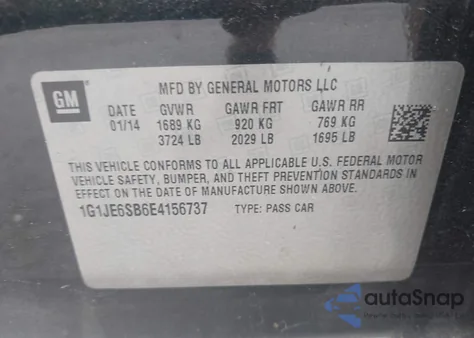 GM
MFD BY GENERAL MOTORS LLC
DATE GVWR GAWR FRT GAWR RR
01/14 1689 KG 920 KG 769 KG
3724 LB 2029 LB 1695 LB
THIS VEHICLE CONFORMS TO ALL APPLICABLE U.S. FEDERAL MOTOR
VEHICLE SAFETY, BUMPER, AND THEFT PREVENTION STANDARDS IN
EFFECT ON THE DATE OF MANUFACTURE SHOWN ABOVE.
1G1JE6SB6E4156737 TYPE: PASS CAR
autoSnap